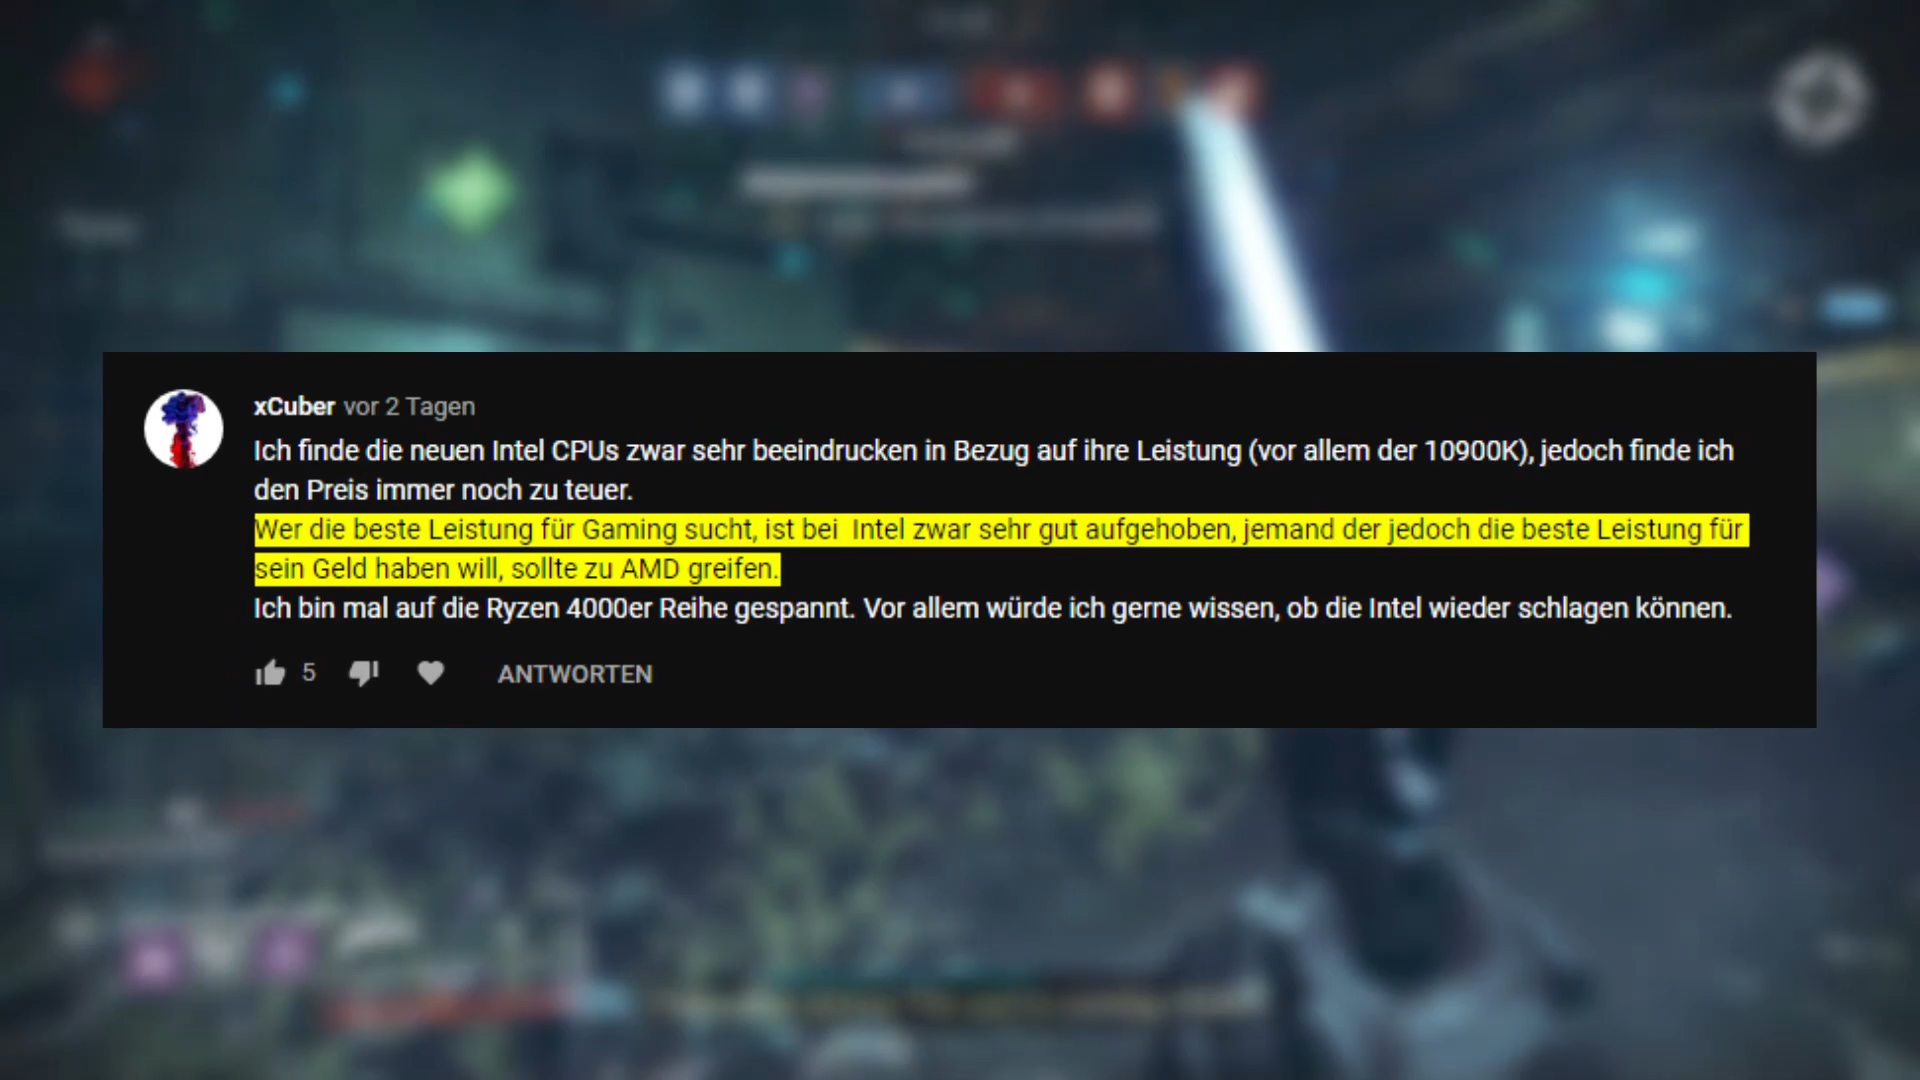 xCuber vor 2 Tagen
Ich finde die neuen Intel CPUs zwar sehr beeindrucken in Bezug auf ihre Leistung (vor allem der 10900K), jedoch finde ich
den Preis immer noch zu teuer.
Wer die beste Leistung für Gaming sucht, ist bei  Intel zwar sehr gut aufgehoben, jemand der jedoch die beste Leistung für
sein Geld haben will, sollte zu AMD greifen.
Ich bin mal auf die Ryzen 4000er Reihe gespannt. Vor allem würde ich gerne wissen, ob die Intel wieder schlagen können.
5 ANTWORTEN